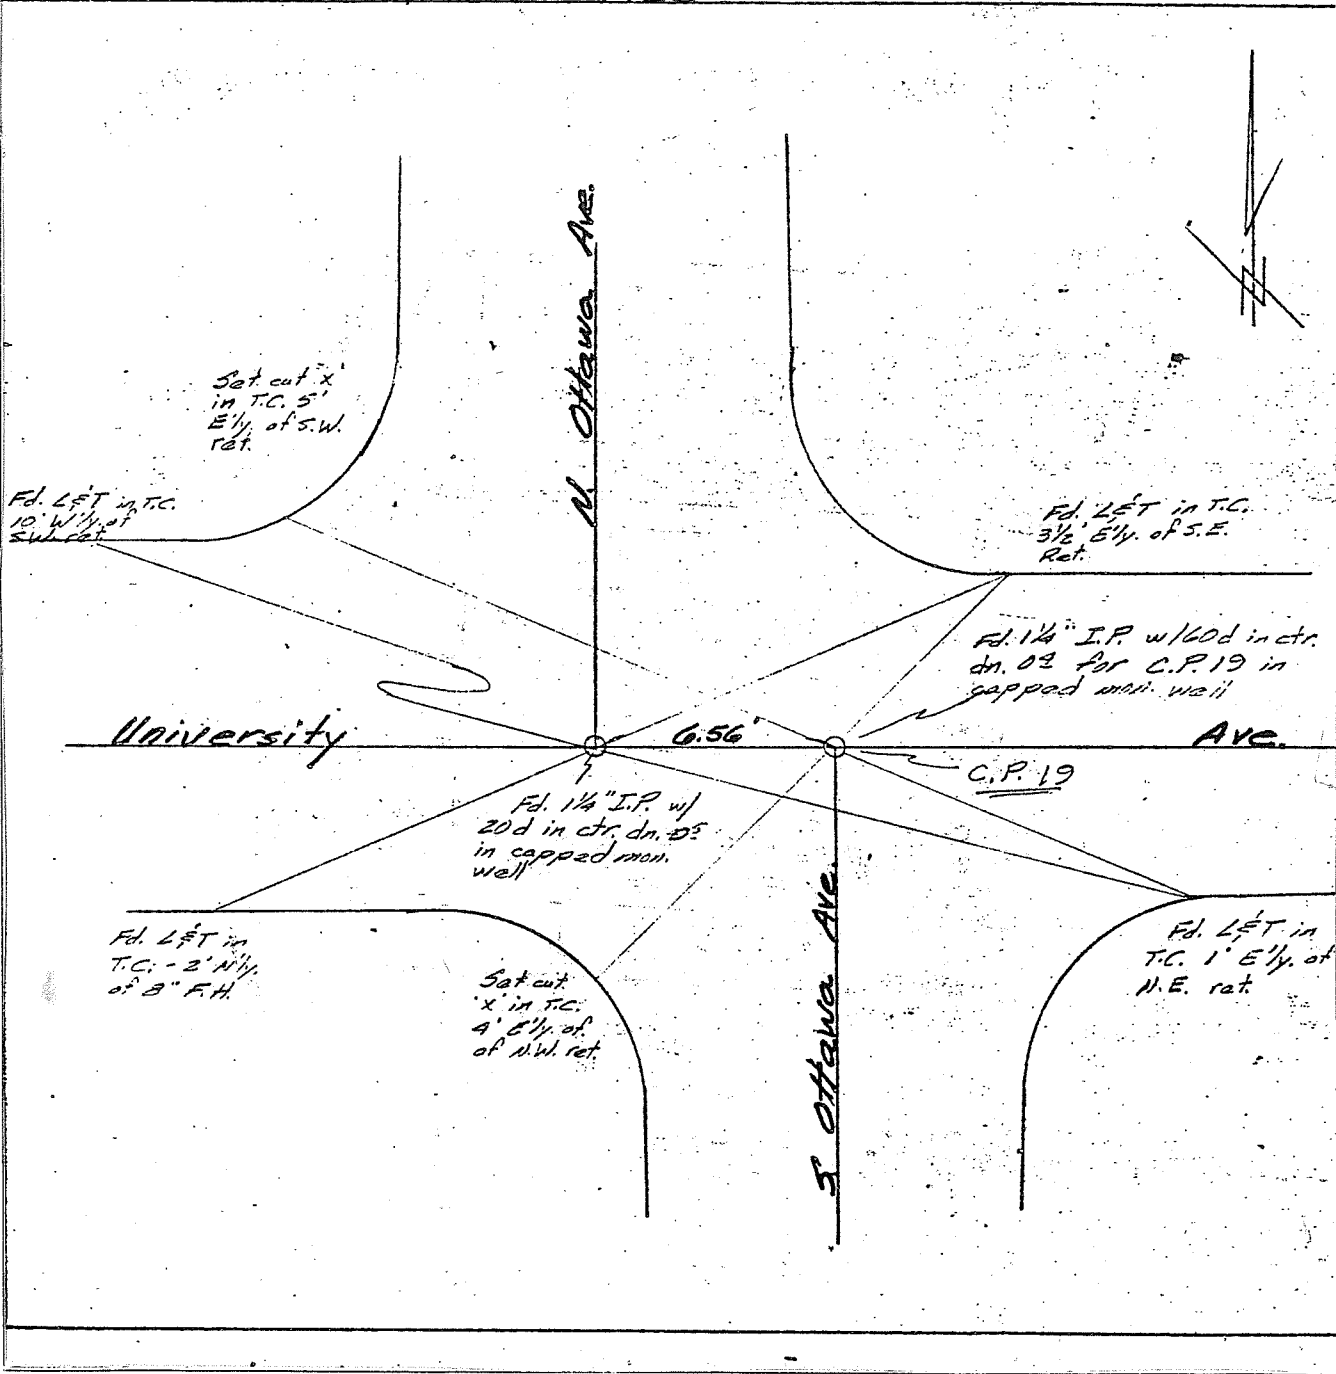 N. Ottawa Ave.
Set cut 'x'
in T.C. 5'
E'ly. of S.W.
ret.
Fd. L&T in T.C.
10' W'ly. of
S.W. ret.
Fd. L&T in T.C.
3½' E'ly. of S.E.
Ret.
Fd. 1¼" I.P. w/60d in ctr.
dn. for C.P. 19 in
capped mon. well
University
6.56'
Ave.
C.P. 19
Fd. 1¼" I.P. w/
20d in ctr. dn.
in capped mon.
well
S Ottawa Ave.
Fd. L&T in
T.C. - 2' N'ly.
of 8" F.H.
Set cut
'x' in T.C.
4' E'ly. of
of N.W. ret.
Fd. L&T in
T.C. 1' E'ly. of
N.E. ret.